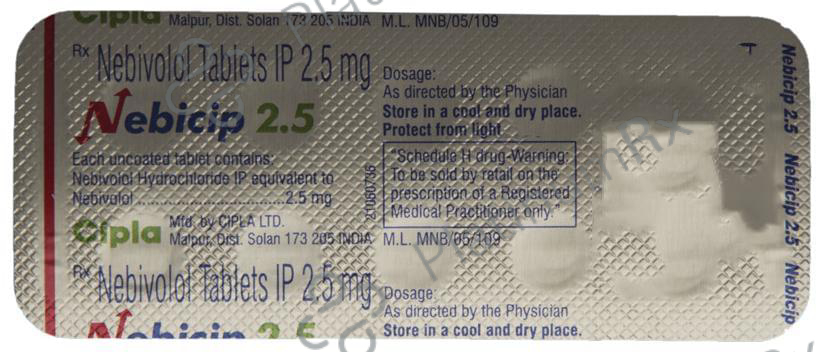 Cipla Malpur, Dist. Solan 173 205 INDIA M.L. MNB/05/109
Rx Nebivolol Tablets IP 2.5 mg
Nebicip 2.5
Each uncoated tablet contains:
Nebivolol Hydrochloride IP equivalent to
Nebivolol ..............................2.5 mg
Cipla Mfd. by CIPLA LTD.
Malpur, Dist. Solan 173 205 INDIA M.L. MNB/05/109
Rx Nebivolol Tablets IP 2.5 mg
Nebicip 2.5
Dosage:
As directed by the Physician
Store in a cool and dry place.
Protect from light
21080736
"Schedule H drug-Warning:
To be sold by retail on the
prescription of a Registered
Medical Practitioner only."
Dosage:
As directed by the Physician
Store in a cool and dry place.
Nebicip 2.5 Nebicip 2.5 Nebicip